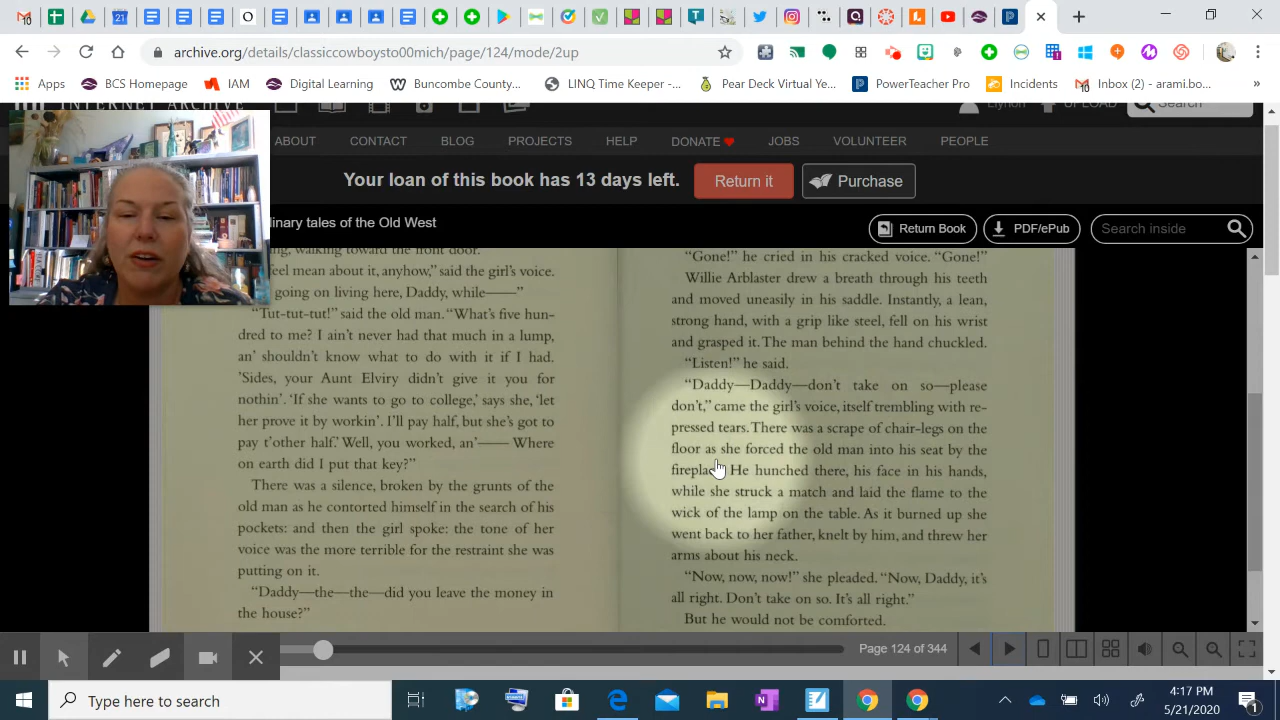 21
archive.org/details/classiccowboysto00mich/page/124/mode/2up
Apps
BCS Homepage
IAM
Digital Learning
Buncombe County...
LINQ Time Keeper -...
Pear Deck Virtual Ye...
PowerTeacher Pro
Incidents
Inbox (2) - arami.bo...
»
INTERNET ARCHIVE
Llynon
UPLOAD
Search
ABOUT
CONTACT
BLOG
PROJECTS
HELP
DONATE
JOBS
VOLUNTEER
PEOPLE
Your loan of this book has 13 days left.
Return it
Purchase
dinary tales of the Old West
Return Book
PDF/ePub
Search inside
walking toward the front door.
feel mean about it, anyhow,” said the girl’s voice.
going on living here, Daddy, while——”
“Tut-tut-tut!” said the old man. “What’s five hun-
dred to me? I ain’t never had that much in a lump,
an’ shouldn’t know what to do with it if I had.
’Sides, your Aunt Elviry didn’t give it you for
nothin’. ‘If she wants to go to college,’ says she, ‘let
her prove it by workin’. I’ll pay half, but she’s got to
pay t’other half.’ Well, you worked, an’—— Where
on earth did I put that key?”
There was a silence, broken by the grunts of the
old man as he contorted himself in the search of his
pockets: and then the girl spoke: the tone of her
voice was the more terrible for the restraint she was
putting on it.
“Daddy—the—the—did you leave the money in
the house?”
“Gone!” he cried in his cracked voice. “Gone!”
Willie Arblaster drew a breath through his teeth
and moved uneasily in his saddle. Instantly, a lean,
strong hand, with a grip like steel, fell on his wrist
and grasped it. The man behind the hand chuckled.
“Listen!” he said.
“Daddy—Daddy—don’t take on so—please
don’t,” came the girl’s voice, itself trembling with re-
pressed tears. There was a scrape of chair-legs on the
floor as she forced the old man into his seat by the
fireplac He hunched there, his face in his hands,
while she struck a match and laid the flame to the
wick of the lamp on the table. As it burned up she
went back to her father, knelt by him, and threw her
arms about his neck.
“Now, now, now!” she pleaded. “Now, Daddy, it’s
all right. Don’t take on so. It’s all right.”
But he would not be comforted.
Page 124 of 344
Type here to search
4:17 PM
5/21/2020
1